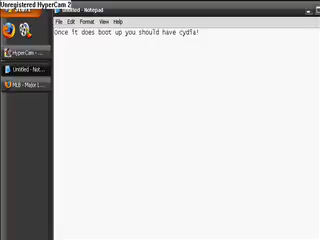 Unregistered HyperCam 2
Untitled - Notepad
File Edit Format View Help
Once it does boot up you should have cydia!
HyperCam - ...
Untitled - Not...
MLB - Major L...